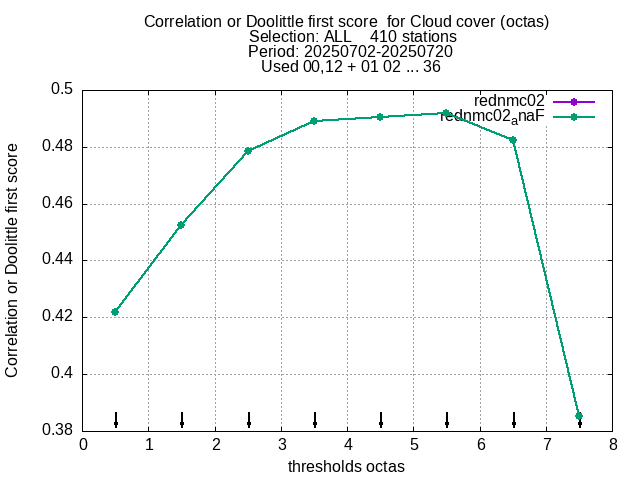 Correlation or Doolittle first score  for Cloud cover (octas)
Selection: ALL    410 stations
Period: 20250702-20250720
Used 00,12 + 01 02 ... 36
rednmc02
rednmc02anaF
0.5
0.48
0.46
0.44
0.42
0.4
0.38
0 1 2 3 4 5 6 7 8
thresholds octas
Correlation or Doolittle first score